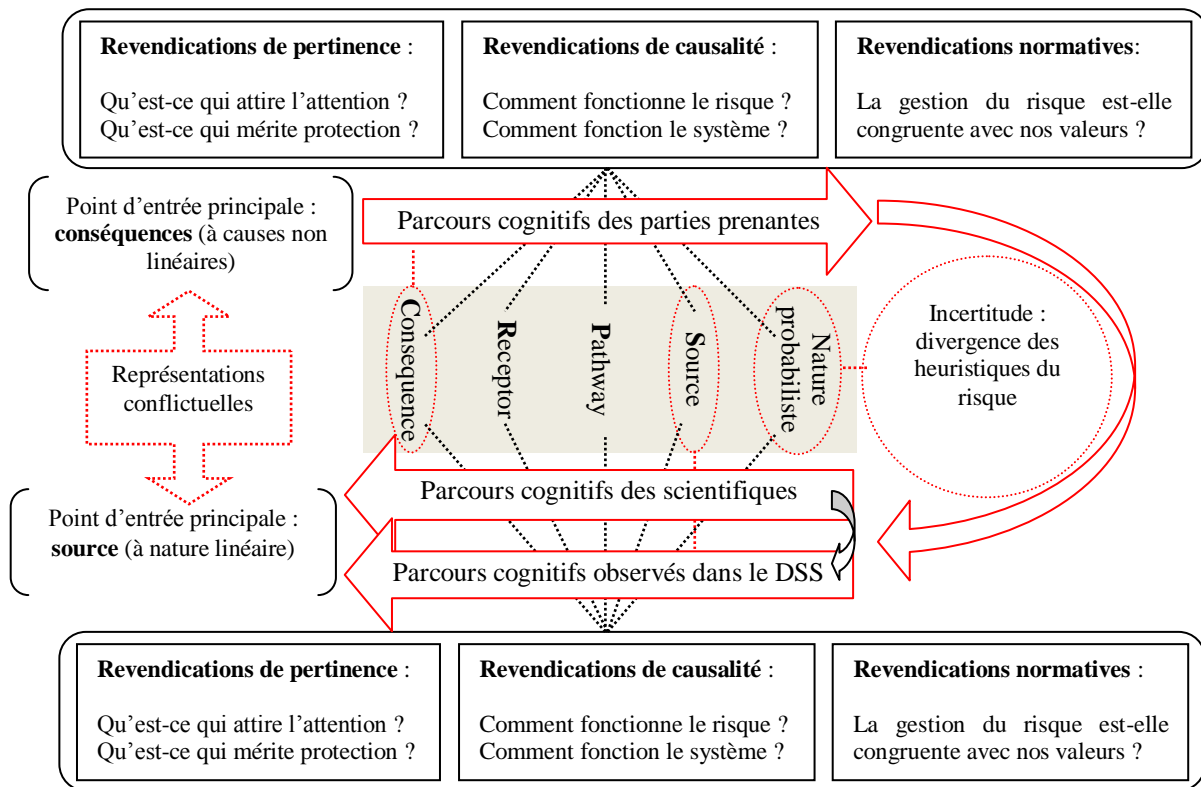 Revendications de pertinence :
Qu'est-ce qui attire l'attention ?
Qu'est-ce qui mérite protection ?
Revendications de causalité :
Comment fonctionne le risque ?
Comment fonction le système ?
Revendications normatives:
La gestion du risque est-elle
congruente avec nos valeurs ?
Point d'entrée principale :
conséquences (à causes non
linéaires)
Parcours cognitifs des parties prenantes
Représentations
conflictuelles
Consequence
Receptor
Pathway
Source
Nature
probabiliste
Incertitude :
divergence des
heuristiques du
risque
Point d'entrée principale :
source (à nature linéaire)
Parcours cognitifs des scientifiques
Parcours cognitifs observés dans le DSS
Revendications de pertinence :
Qu'est-ce qui attire l'attention ?
Qu'est-ce qui mérite protection ?
Revendications de causalité :
Comment fonctionne le risque ?
Comment fonction le système ?
Revendications normatives :
La gestion du risque est-elle
congruente avec nos valeurs ?